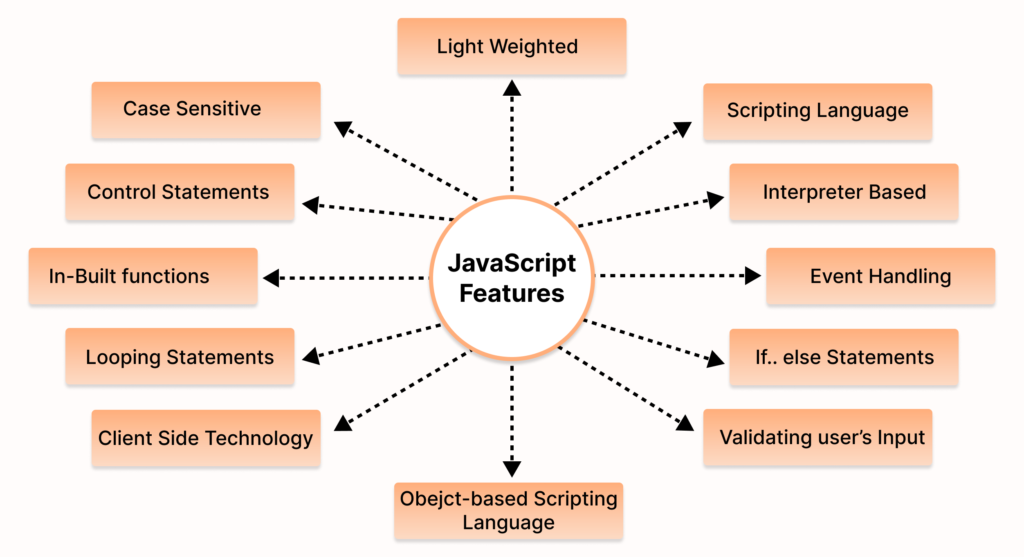 Light Weighted
Case Sensitive
Scripting Language
Control Statements
Interpreter Based
JavaScript
Features
In-Built functions
Event Handling
Looping Statements
If.. else Statements
Client Side Technology
Validating user’s Input
Obejct-based Scripting
Language